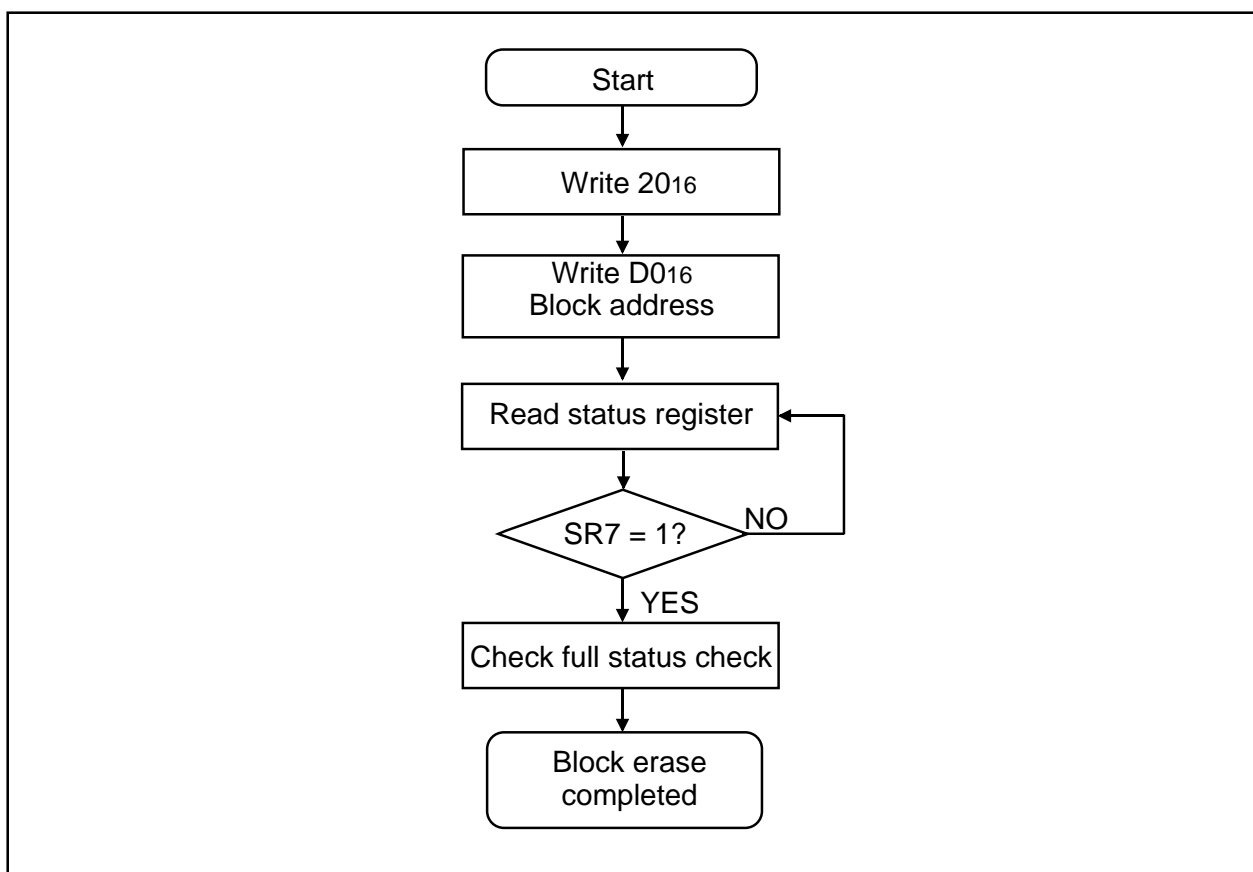 Start
Write 2016
Write D016
Block address
Read status register
SR7 = 1?
NO
YES
Check full status check
Block erase
completed